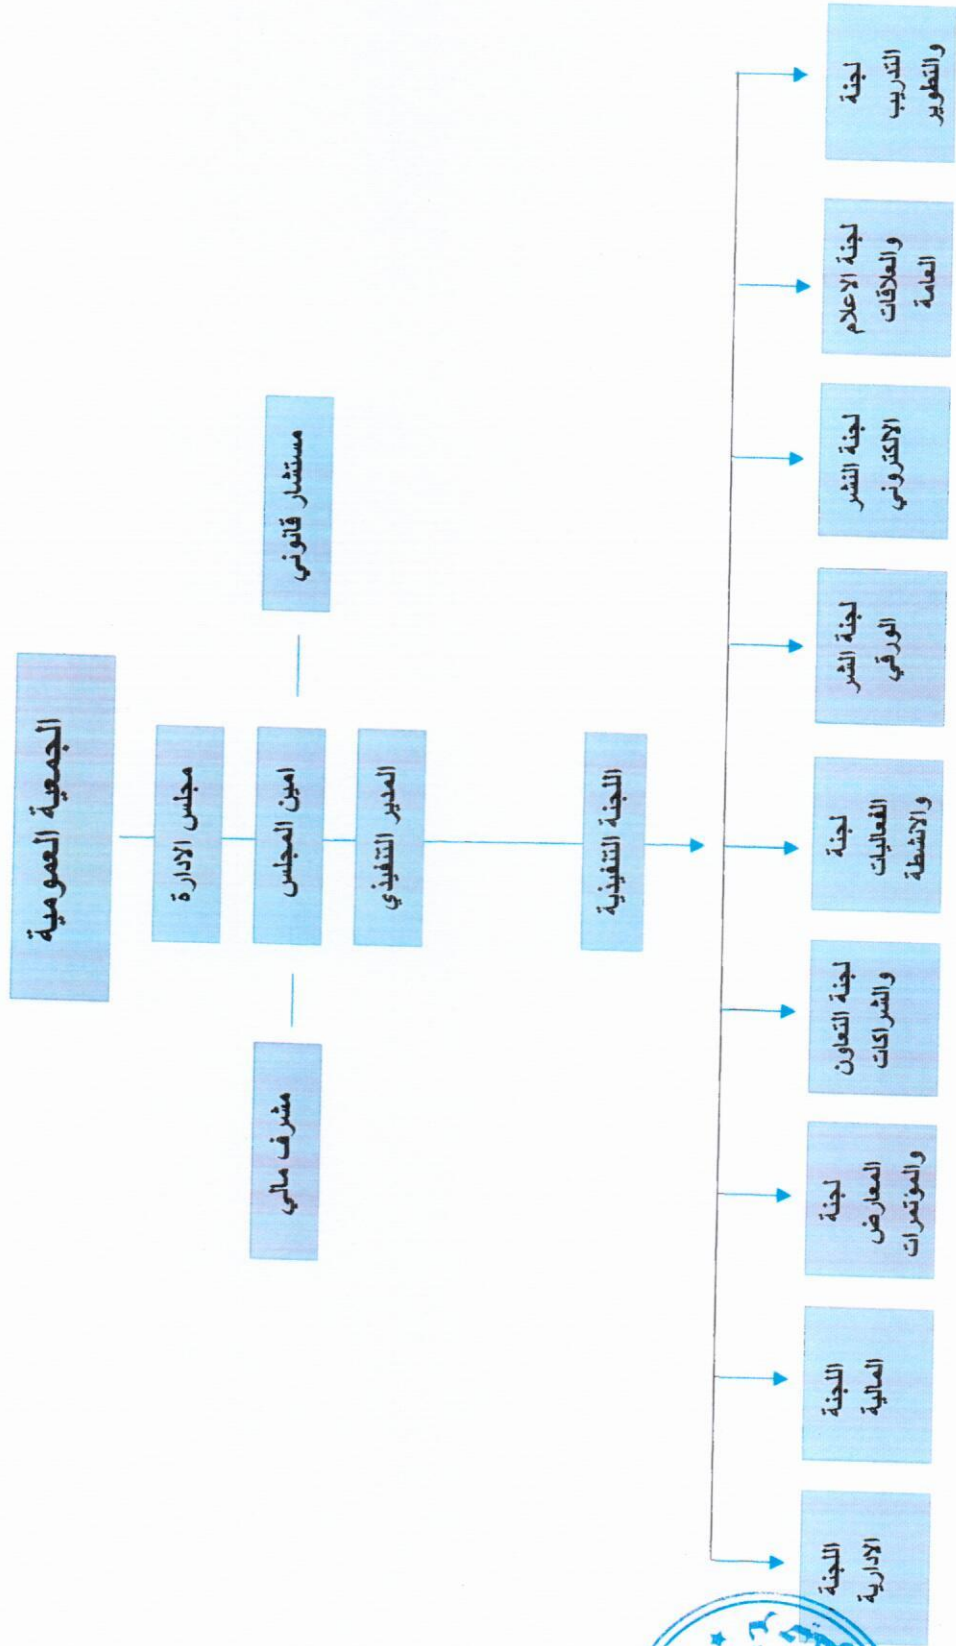 الجمعية العمومية
مجلس الادارة
مستشار قانوني
امين المجلس
مشرف مالي
المدير التنفيذي
اللجنة التنفيذية
لجنة
التدريب
والتطوير
لجنة الاعلام
والعلاقات
العامة
لجنة النشر
الالكتروني
لجنة الشر
الورقي
لجنة
الفعاليات
والانشطة
لجنة التعاون
والشراكات
لجنة
المعارض
والمؤتمرات
اللجنة
المالية
اللجنة
الادارية